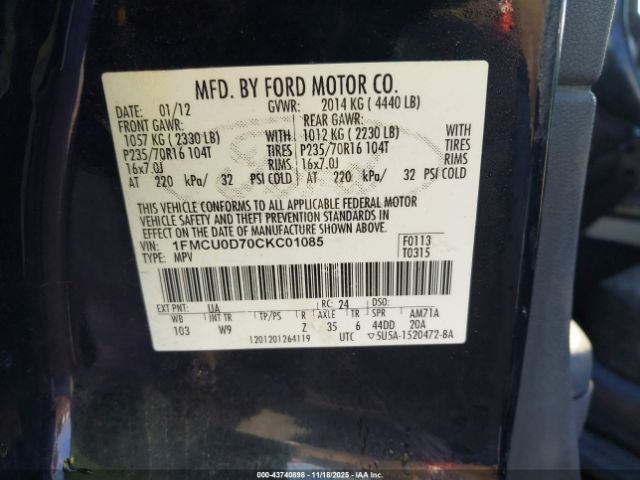 MFD. BY FORD MOTOR CO.
DATE: 01/12 GVWR: 2014 KG ( 4440 LB)
FRONT GAWR: REAR GAWR:
1057 KG ( 2330 LB) WITH 1012 KG ( 2230 LB) WITH
P235/70R16 104T TIRES P235/70R16 104T TIRES
16x7.0J RIMS 16x7.0J RIMS
AT 220 kPa/ 32 PSI COLD AT 220 kPa/ 32 PSI COLD
THIS VEHICLE CONFORMS TO ALL APPLICABLE FEDERAL MOTOR
VEHICLE SAFETY AND THEFT PREVENTION STANDARDS IN
EFFECT ON THE DATE OF MANUFACTURE SHOWN ABOVE.
VIN: 1FMCU0D70CKC01085 F0113
TYPE: MPV T0315
EXT PNT: UA RC: 24 DSO:
WB INT TR TP/PS R AXLE TR SPR AM71A
103 W9 Z 35 6 44DD 20A
1201201264119 UTC ▽5U5A-1520472-BA
000-43740898 - 11/18/2025 - IAAI.com